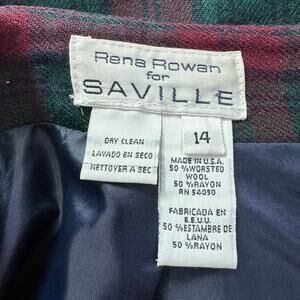 Rena Rowan
for
SAVILLE
DRY CLEAN
LAVADO EN SECO
NETTOYER A SEC
14
MADE IN U.S.A.
50 %WORSTED
WOOL
50 %RAYON
RN 54050
FABRICADA EN
E.E.U.U.
50 %ESTAMBRE DE
LANA
50 %RAYON